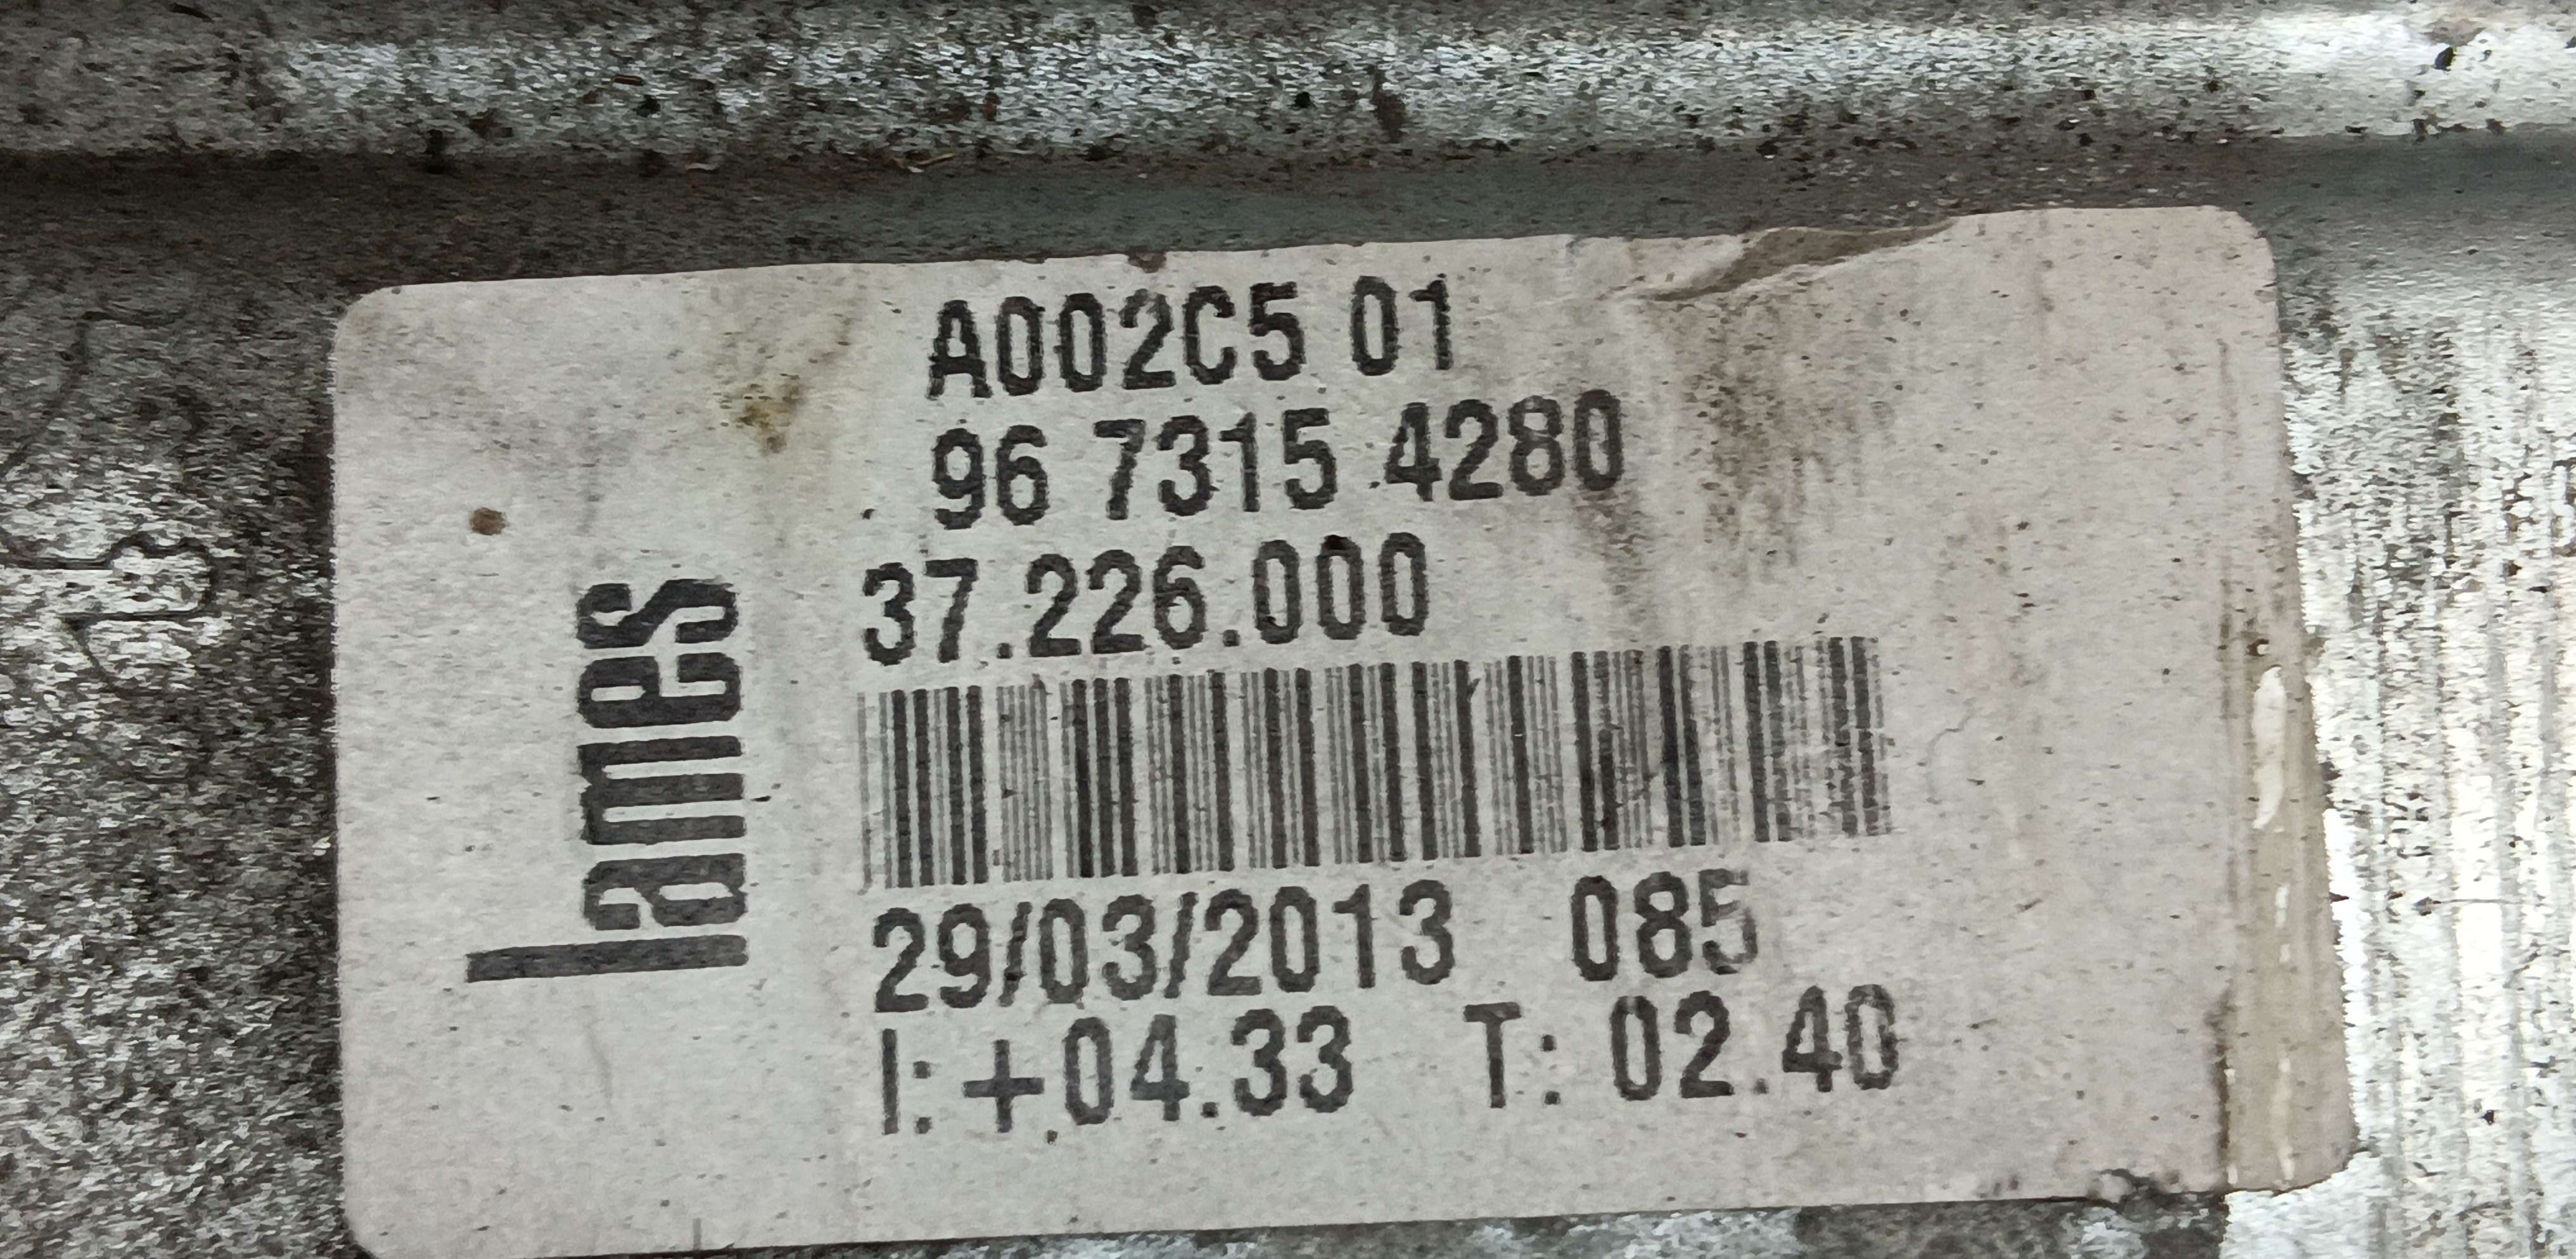 lames
A002C5 01
96 7315 4280
37.226.000
29/03/2013 085
I: +04.33 T: 02.40